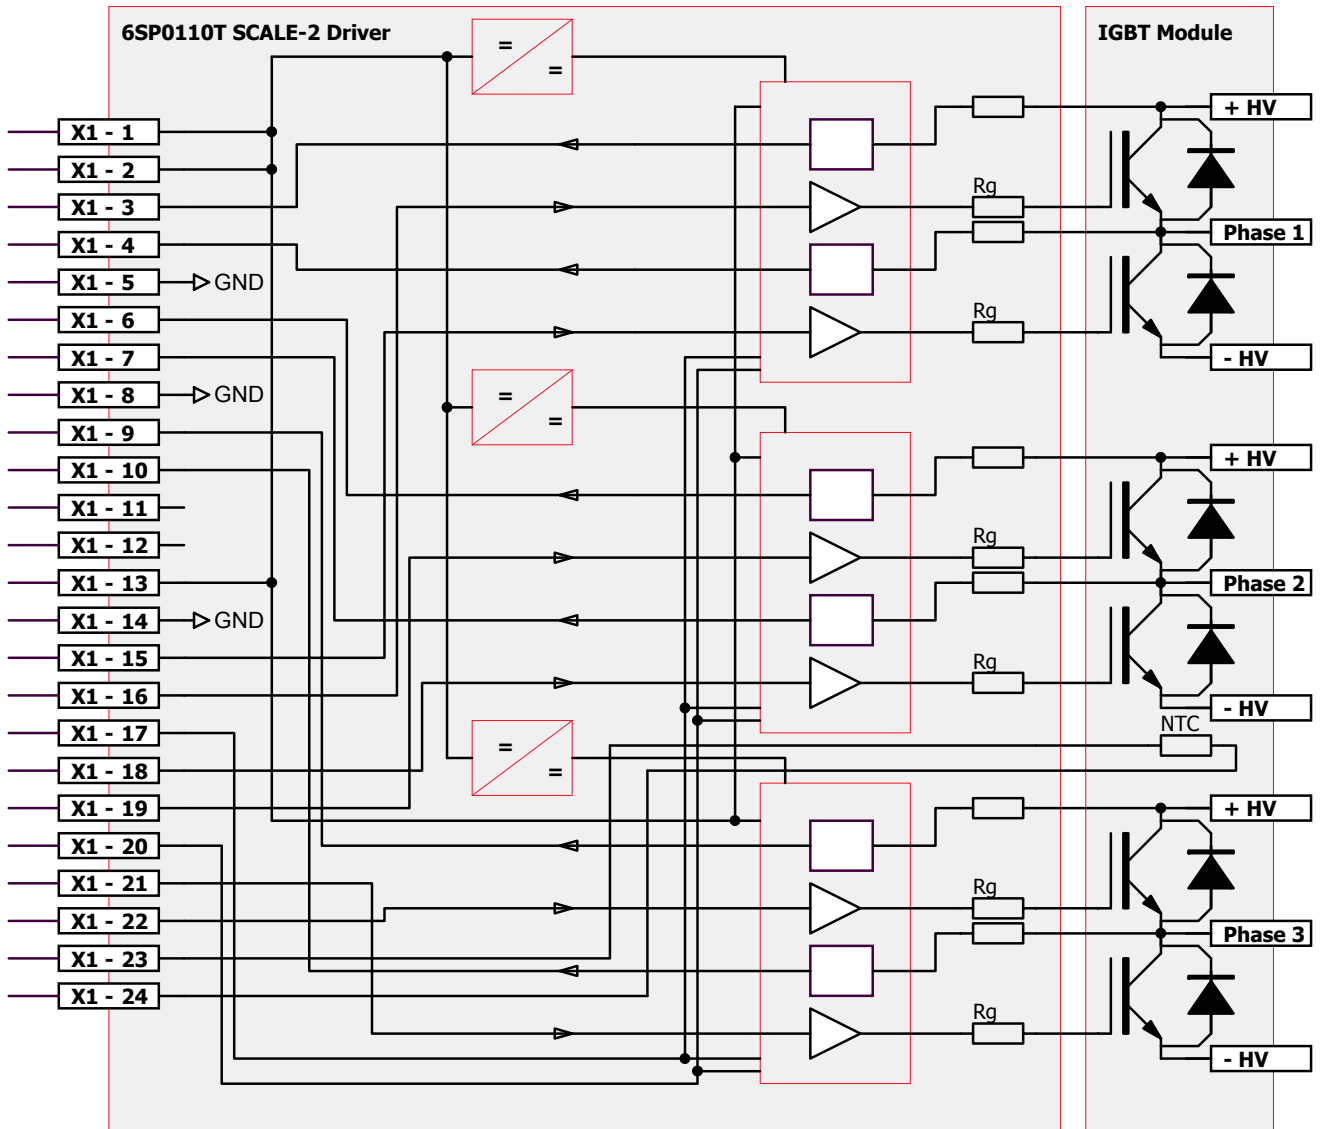 6SP0110T SCALE-2 Driver
IGBT Module
=
=
X1 - 1
X1 - 2
X1 - 3
X1 - 4
X1 - 5
GND
X1 - 6
X1 - 7
X1 - 8
GND
X1 - 9
X1 - 10
X1 - 11
X1 - 12
X1 - 13
X1 - 14
GND
X1 - 15
X1 - 16
X1 - 17
X1 - 18
X1 - 19
X1 - 20
X1 - 21
X1 - 22
X1 - 23
X1 - 24
+ HV
Rg
Phase 1
Rg
- HV
=
=
+ HV
Rg
Phase 2
Rg
- HV
NTC
=
=
+ HV
Rg
Phase 3
Rg
- HV